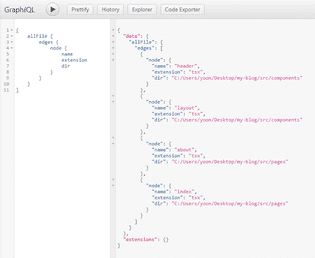 GraphiQL
Prettify
History
Explorer
Code Exporter
1 {
2 allFile {
3 edges {
4 node {
5 name
6 extension
7 dir
8 }
9 }
10 }
11 }
{
"data": {
"allFile": {
"edges": [
{
"node": {
"name": "header",
"extension": "tsx",
"dir": "C:/Users/yoon/Desktop/my-blog/src/components"
}
},
{
"node": {
"name": "layout",
"extension": "tsx",
"dir": "C:/Users/yoon/Desktop/my-blog/src/components"
}
},
{
"node": {
"name": "about",
"extension": "tsx",
"dir": "C:/Users/yoon/Desktop/my-blog/src/pages"
}
},
{
"node": {
"name": "index",
"extension": "tsx",
"dir": "C:/Users/yoon/Desktop/my-blog/src/pages"
}
}
]
}
},
"extensions": {}
}